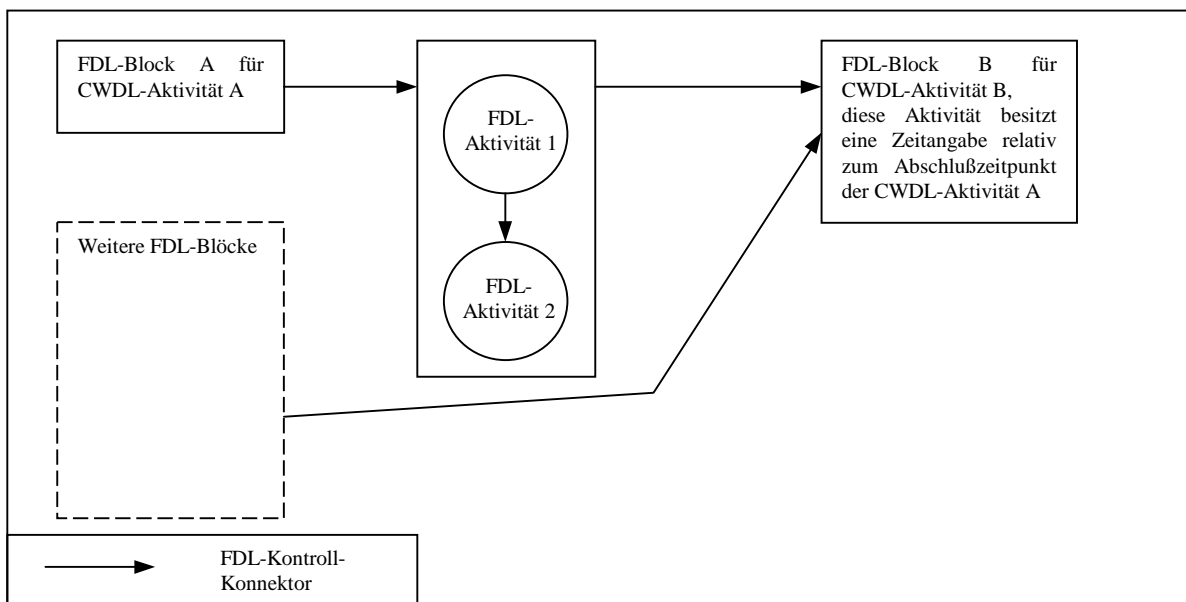 FDL-Block A für
CWDL-Aktivität A
FDL-
Aktivität 1
FDL-
Aktivität 2
FDL-Block B für
CWDL-Aktivität B,
diese Aktivität besitzt
eine Zeitangabe relativ
zum Abschlußzeitpunkt
der CWDL-Aktivität A
Weitere FDL-Blöcke
FDL-Kontroll-
Konnektor